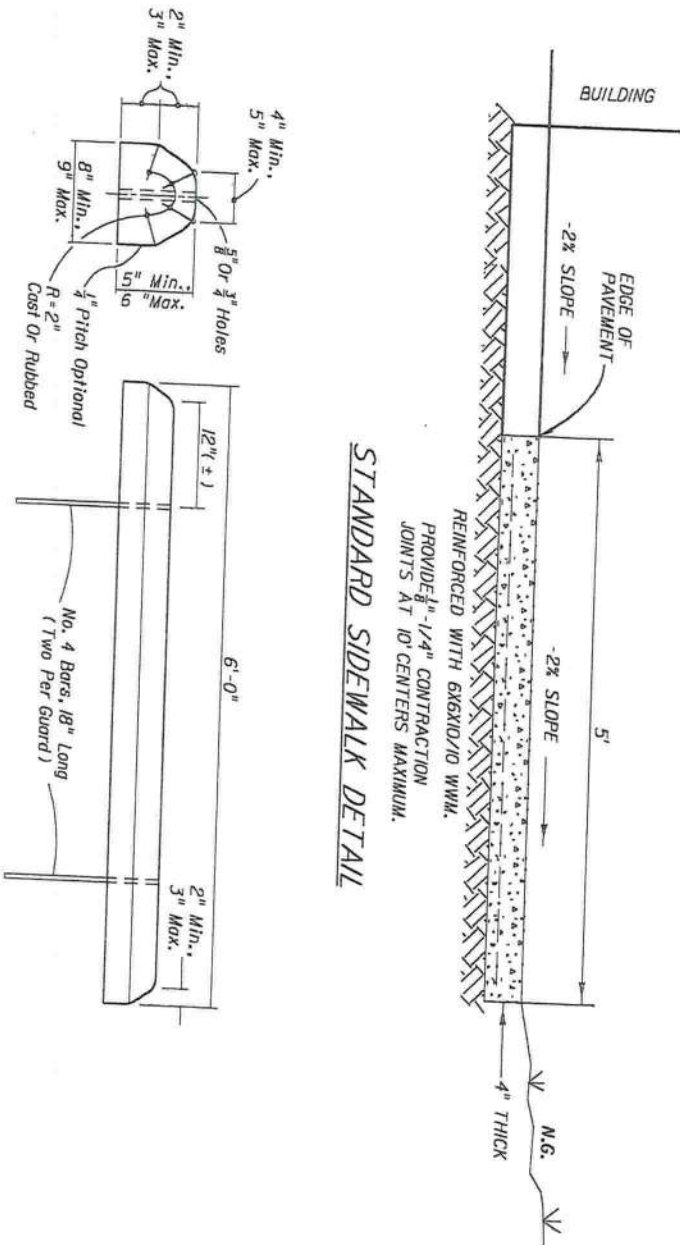 BUILDING
-2% SLOPE
EDGE OF
PAVEMENT
5'
-2% SLOPE
N.G.
4" THICK
REINFORCED WITH 6X6X10/10 WWM.
PROVIDE 1/8"-1/4" CONTRACTION
JOINTS AT 10' CENTERS MAXIMUM.
STANDARD SIDEWALK DETAIL
4" Min.,
5" Max.
2" Min.,
3" Max.
5/8" Or 3/4" Holes
5" Min.,
6 "Max.
8" Min.,
9" Max.
1/4" Pitch Optional
R=2"
Cast Or Rubbed
6'-0"
12"(±)
2" Min.,
3" Max.
No. 4 Bars, 18" Long
(Two Per Guard)